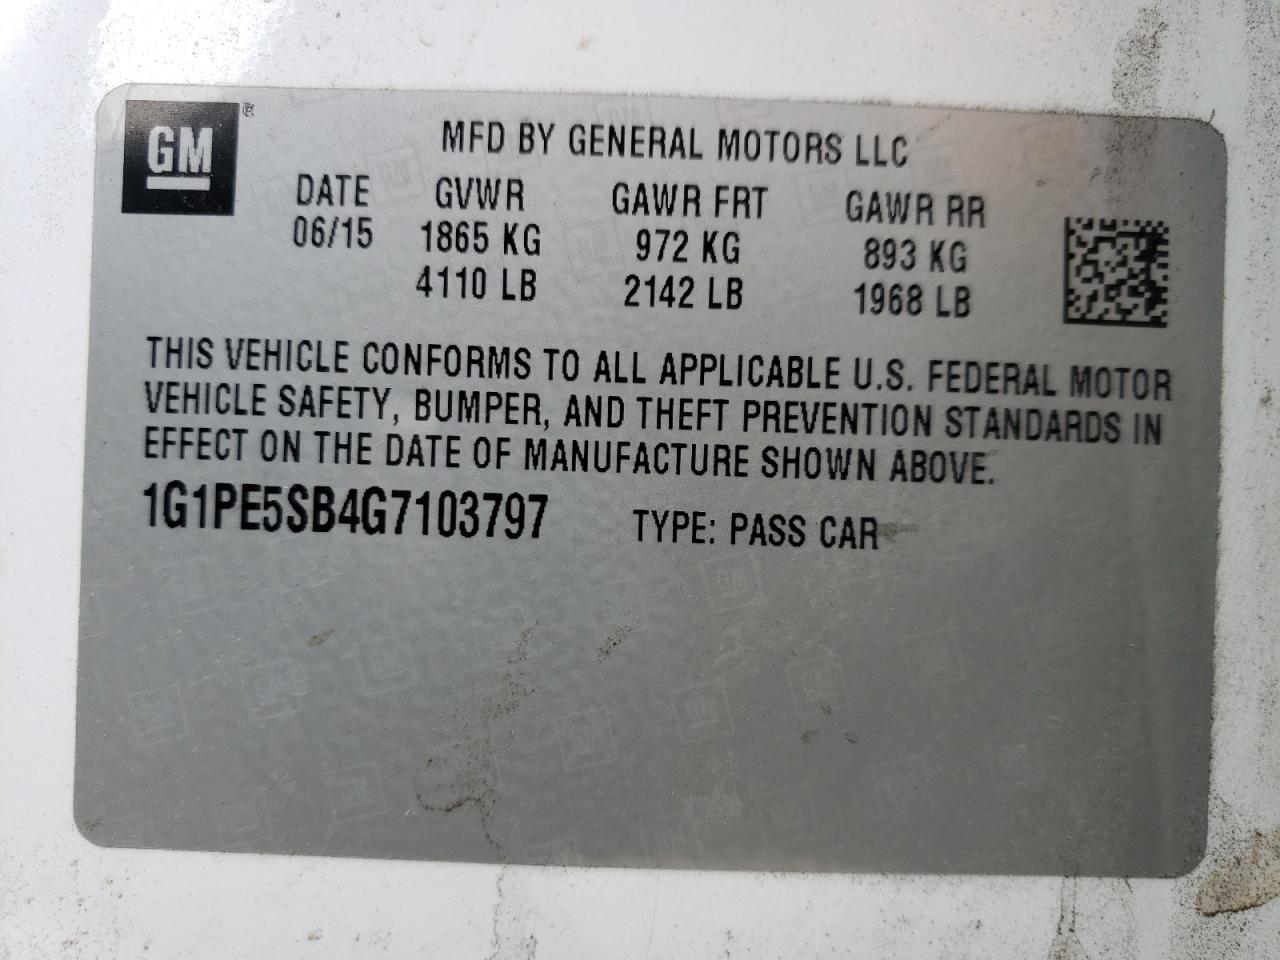 GM ®
MFD BY GENERAL MOTORS LLC
DATE GVWR GAWR FRT GAWR RR
06/15 1865 KG 972 KG 893 KG
4110 LB 2142 LB 1968 LB
THIS VEHICLE CONFORMS TO ALL APPLICABLE U.S. FEDERAL MOTOR
VEHICLE SAFETY, BUMPER, AND THEFT PREVENTION STANDARDS IN
EFFECT ON THE DATE OF MANUFACTURE SHOWN ABOVE.
1G1PE5SB4G7103797 TYPE: PASS CAR